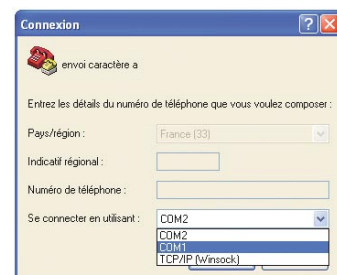 Connexion
envoi caractère a
Entrez les détails du numéro de téléphone que vous voulez composer :
Pays/région :
France (33)
Indicatif régional :
Numéro de téléphone :
Se connecter en utilisant :
COM2
COM2
COM1
TCP/IP (Winsock)